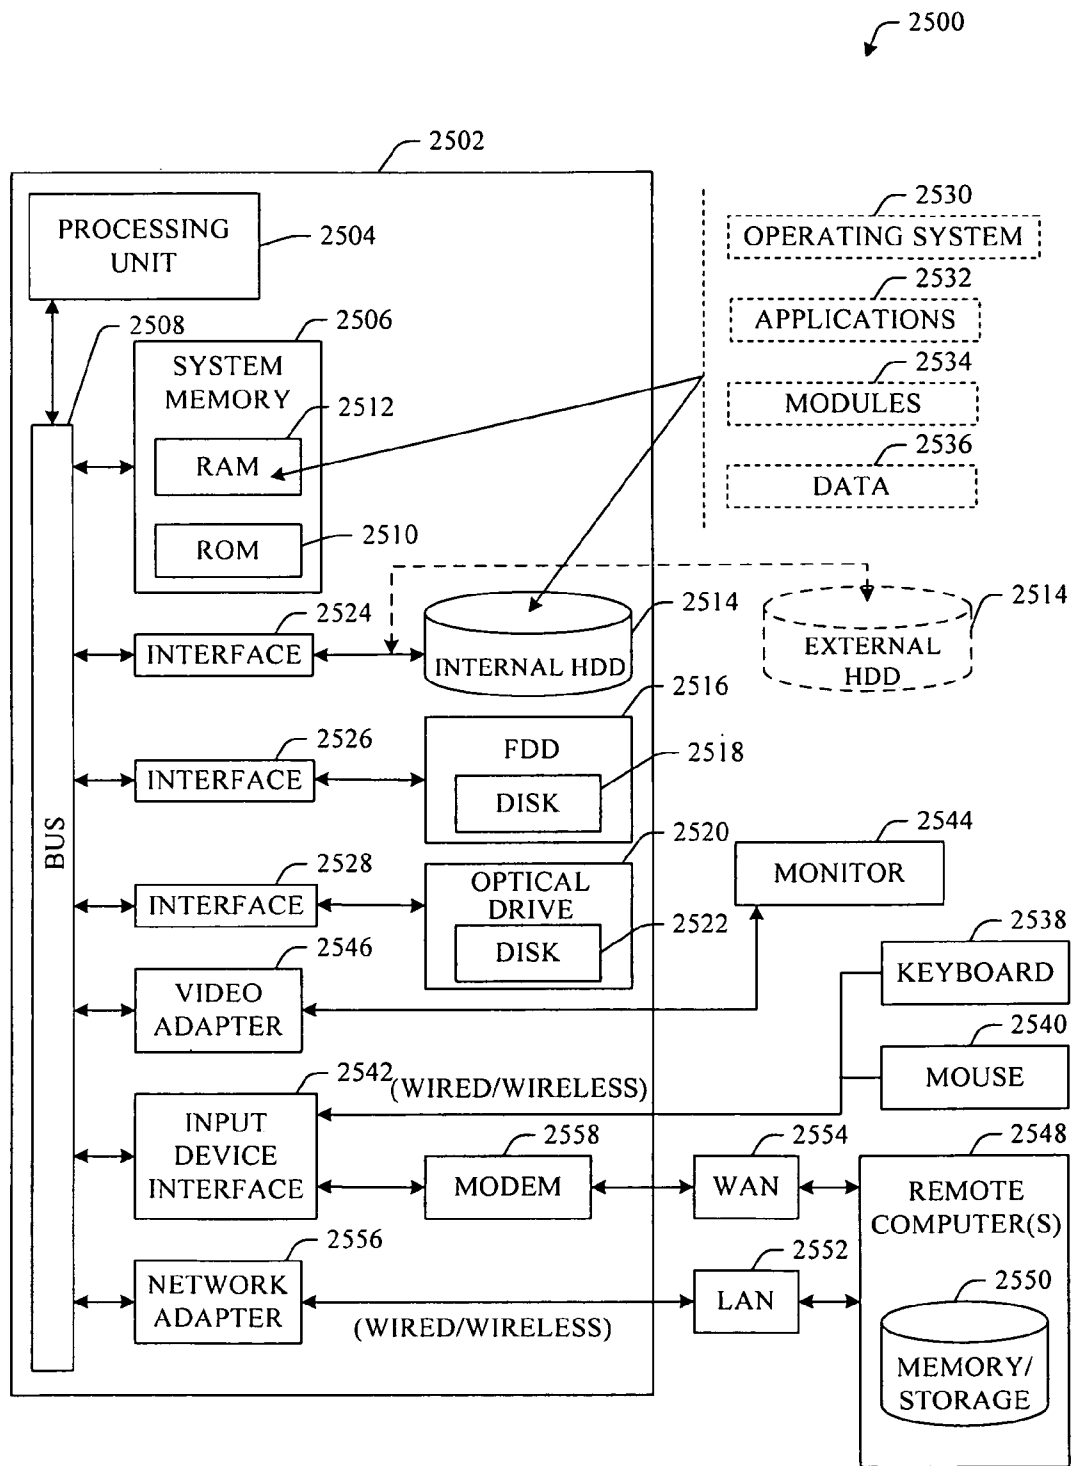 2500
2502
PROCESSING
UNIT
2504
2530
OPERATING SYSTEM
2532
APPLICATIONS
2534
MODULES
2536
DATA
2508
2506
SYSTEM
MEMORY
2512
RAM
ROM
2510
2524
INTERFACE
INTERNAL HDD
2514
EXTERNAL
HDD
2514
2516
FDD
2518
DISK
2526
INTERFACE
BUS
2520
OPTICAL
DRIVE
2522
DISK
2528
INTERFACE
2544
MONITOR
2546
VIDEO
ADAPTER
2538
KEYBOARD
2540
MOUSE
2542
(WIRED/WIRELESS)
INPUT
DEVICE
INTERFACE
2558
MODEM
2554
WAN
2548
REMOTE
COMPUTER(S)
2556
NETWORK
ADAPTER
(WIRED/WIRELESS)
2552
LAN
2550
MEMORY/
STORAGE